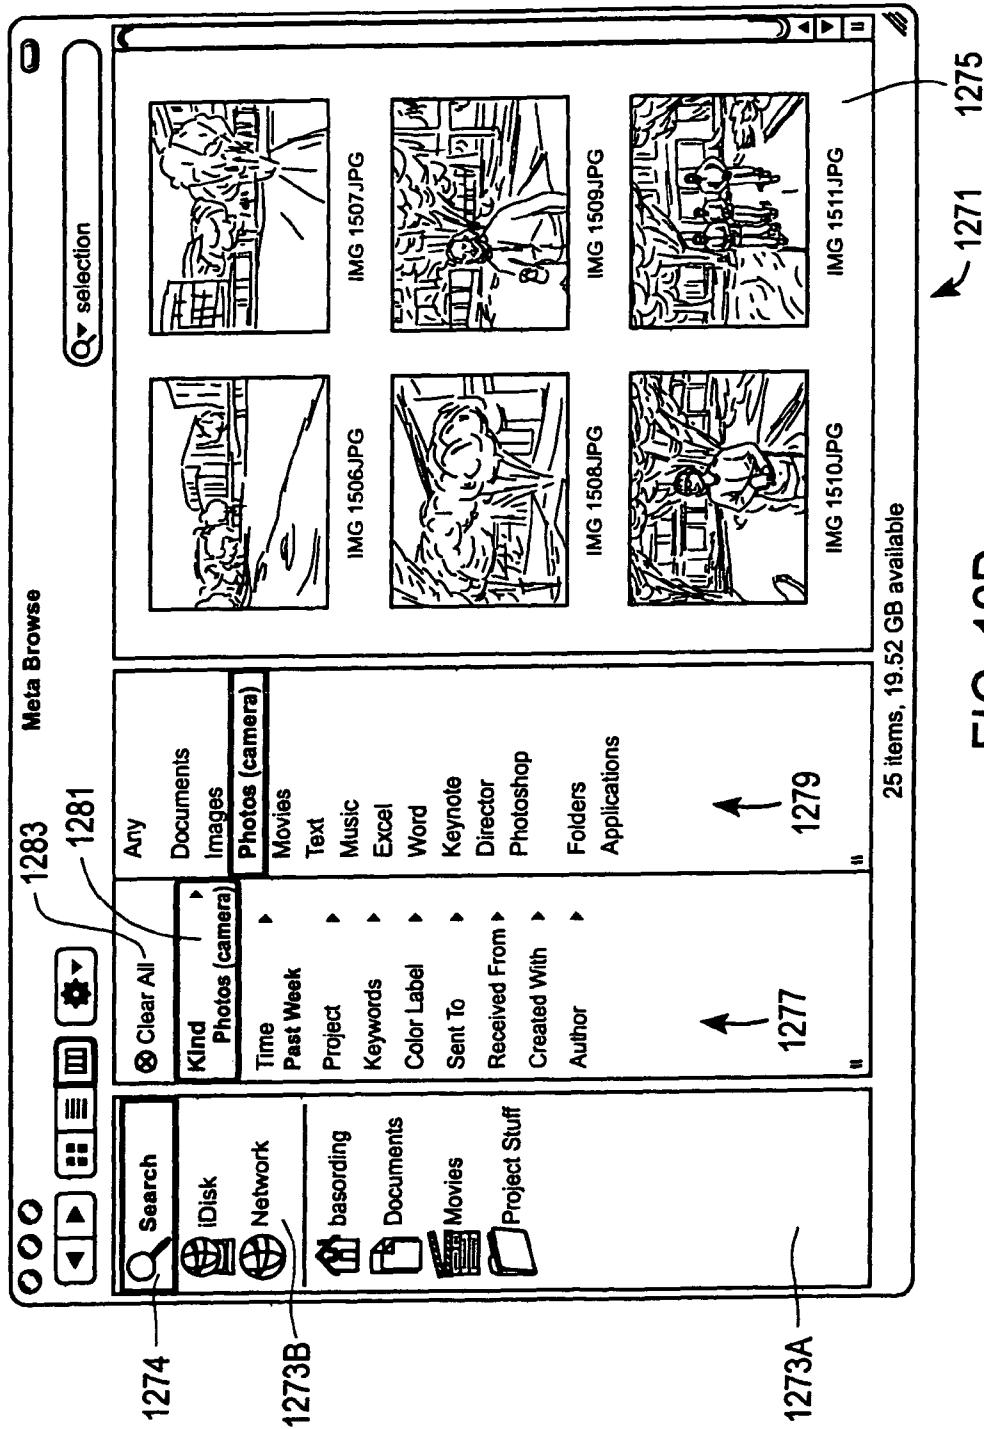 Meta Browse
selection
1283
1281
Clear All
Kind
Photos (camera)
Time
Past Week
Project
Keywords
Color Label
Sent To
Received From
Created With
Author
1277
Any
Documents
Images
Photos (camera)
Movies
Text
Music
Excel
Word
Keynote
Director
Photoshop
Folders
Applications
1279
Search
iDisk
Network
basording
Documents
Movies
Project Stuff
1274
1273B
1273A
IMG 1506JPG
IMG 1507JPG
IMG 1508JPG
IMG 1509JPG
IMG 1510JPG
IMG 1511JPG
25 items, 19.52 GB available
1271
1275